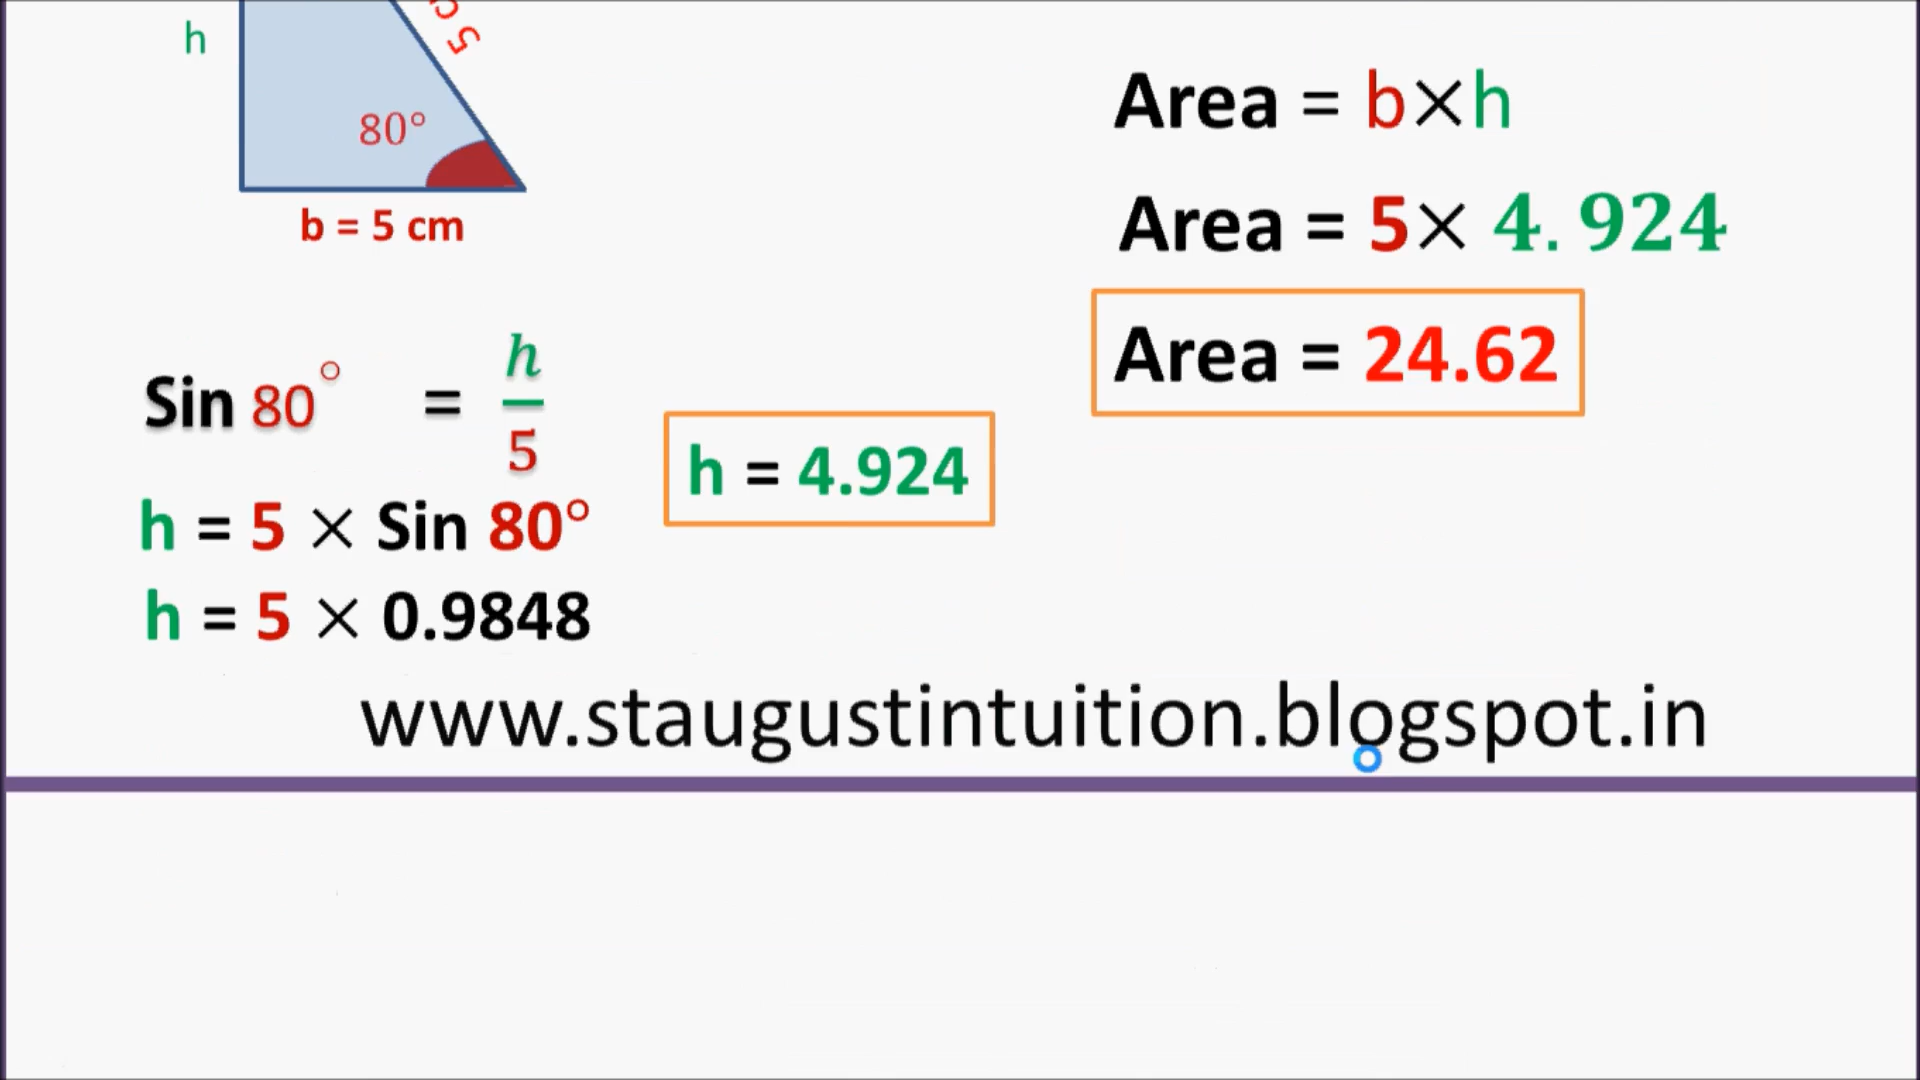 h
5
80°
b = 5 cm
Area = b×h
Area = 5× 4.924
Area = 24.62
Sin 80° = h/5
h = 4.924
h = 5 × Sin 80°
h = 5 × 0.9848
www.staugustintuition.blogspot.in